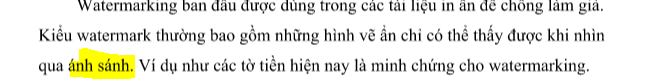 Watermarking ban đầu được dùng trong các tài liệu in ấn để chống làm giả.
Kiểu watermark thường bao gồm những hình vẽ ẩn chỉ có thể thấy được khi nhìn
qua ánh sánh. Ví dụ như các tờ tiền hiện nay là minh chứng cho watermarking.